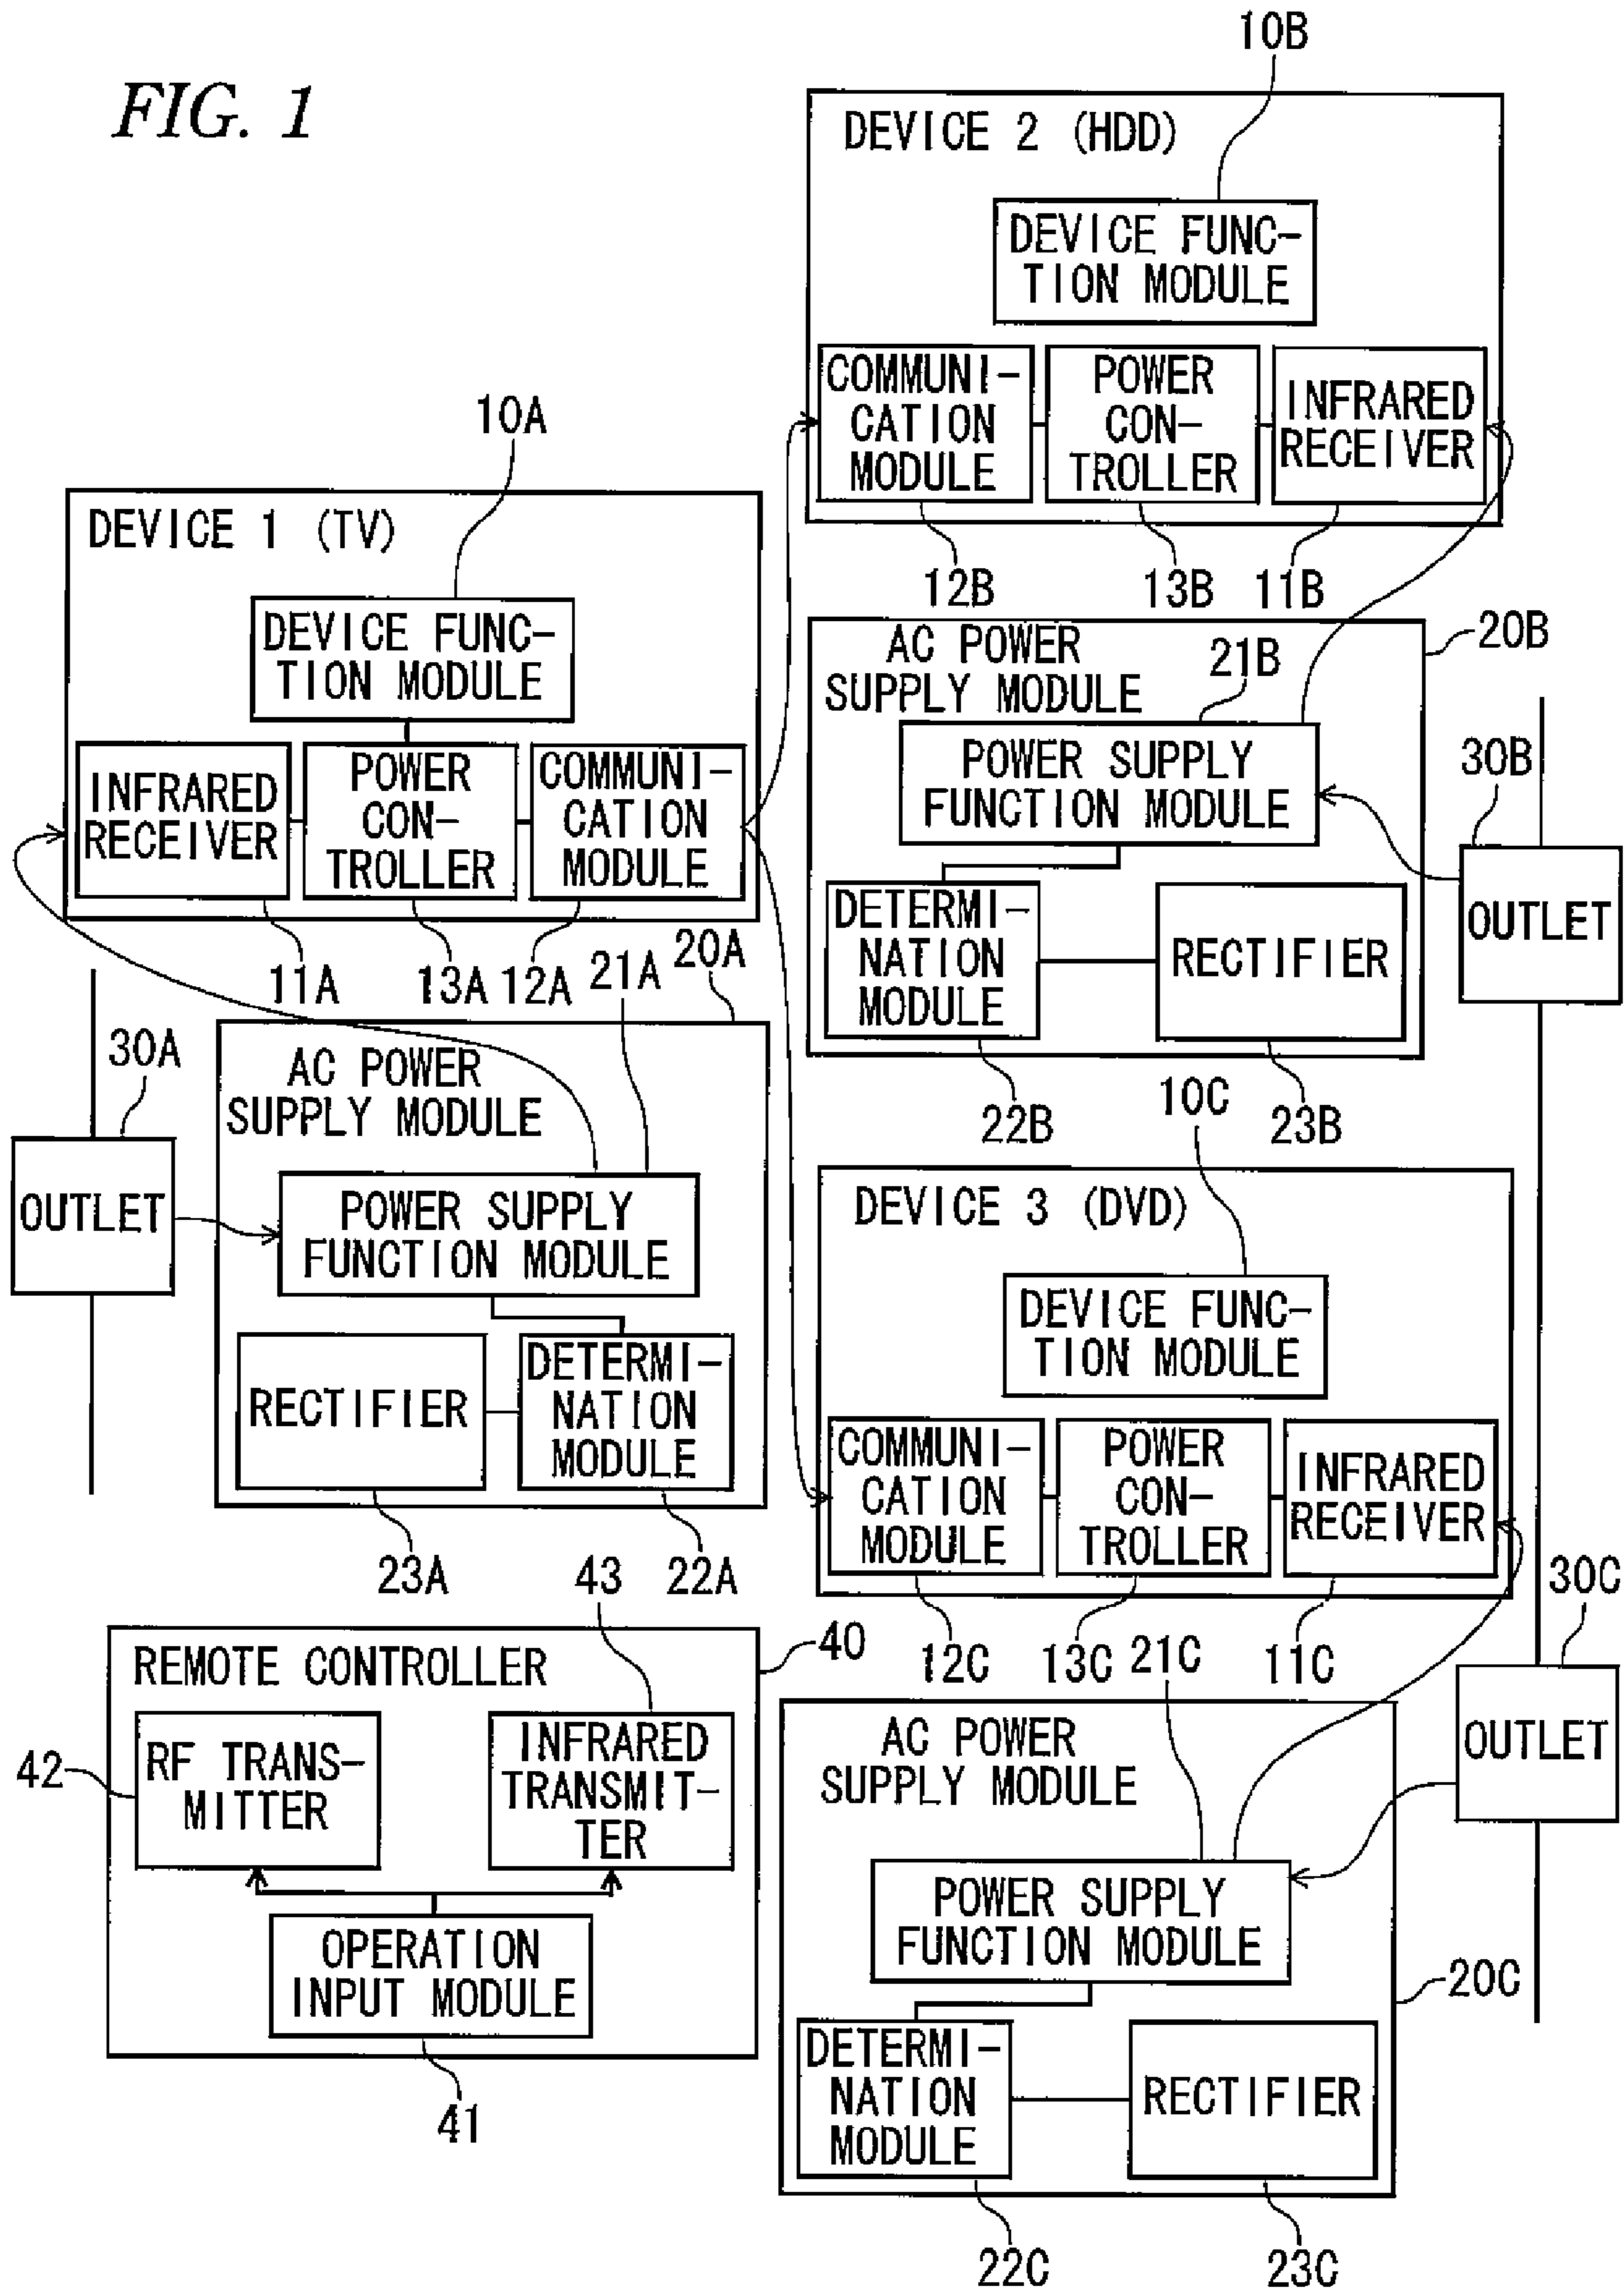 FIG. 1
10B
DEVICE 2 (HDD)
DEVICE FUNC-
TION MODULE
COMMUNI-
CATION
MODULE
POWER
CON-
TROLLER
INFRARED
RECEIVER
12B
13B
11B
10A
DEVICE 1 (TV)
DEVICE FUNC-
TION MODULE
INFRARED
RECEIVER
POWER
CON-
TROLLER
COMMUNI-
CATION
MODULE
11A
13A
12A
21A
20A
AC POWER
SUPPLY MODULE
21B
20B
POWER SUPPLY
FUNCTION MODULE
DETERMI-
NATION
MODULE
RECTIFIER
22B
23B
30B
OUTLET
30A
OUTLET
AC POWER
SUPPLY MODULE
POWER SUPPLY
FUNCTION MODULE
RECTIFIER
DETERMI-
NATION
MODULE
23A
22A
10C
DEVICE 3 (DVD)
DEVICE FUNC-
TION MODULE
COMMUNI-
CATION
MODULE
POWER
CON-
TROLLER
INFRARED
RECEIVER
12C
13C
21C
11C
30C
OUTLET
43
40
REMOTE CONTROLLER
42
RF TRANS-
MITTER
INFRARED
TRANSMIT-
TER
OPERATION
INPUT MODULE
41
AC POWER
SUPPLY MODULE
POWER SUPPLY
FUNCTION MODULE
20C
DETERMI-
NATION
MODULE
RECTIFIER
22C
23C